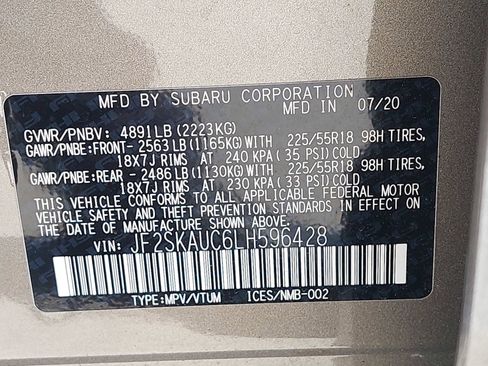 MFD BY SUBARU CORPORATION
MFD IN 07/20
GVWR/PNBV: 4891LB (2223KG)
GAWR/PNBE:FRONT- 2563LB (1165KG)WITH 225/55R18 98H TIRES,
18X7J RIMS AT 240 KPA (35 PSI)COLD
GAWR/PNBE:REAR - 2486LB (1130KG)WITH 225/55R18 98H TIRES,
18X7J RIMS AT 230 KPA (33 PSI)COLD
THIS VEHICLE CONFORMS TO ALL APPLICABLE FEDERAL MOTOR
VEHICLE SAFETY AND THEFT PREVENTION STANDARDS IN EFFECT
ON THE DATE OF MANUFACTURE SHOWN ABOVE.
VIN: JF2SKAUC6LH596428
TYPE:MPV/VTUM ICES/NMB-002